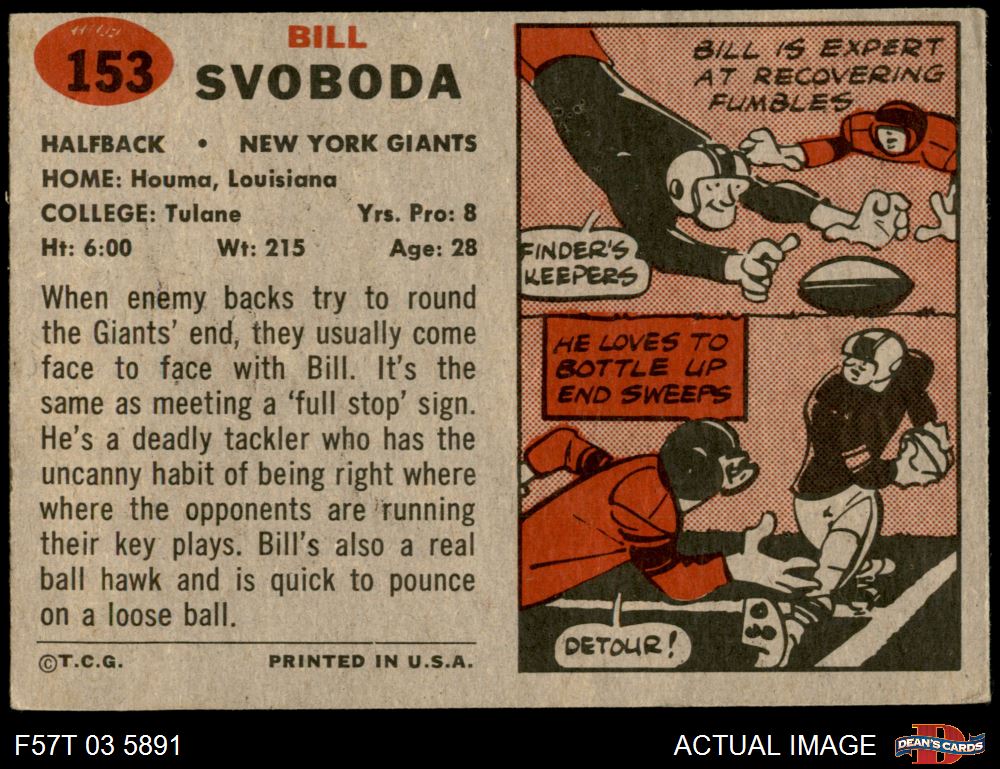 153
BILL
SVOBODA
HALFBACK • NEW YORK GIANTS
HOME: Houma, Louisiana
COLLEGE: Tulane Yrs. Pro: 8
Ht: 6:00 Wt: 215 Age: 28
When enemy backs try to round
the Giants' end, they usually come
face to face with Bill. It's the
same as meeting a 'full stop' sign.
He's a deadly tackler who has the
uncanny habit of being right where
where the opponents are running
their key plays. Bill's also a real
ball hawk and is quick to pounce
on a loose ball.
©T.C.G. PRINTED IN U.S.A.
BILL IS EXPERT
AT RECOVERING
FUMBLES
FINDER'S
KEEPERS
HE LOVES TO
BOTTLE UP
END SWEEPS
DETOUR!
F57T 03 5891
ACTUAL IMAGE
DEAN'S CARDS